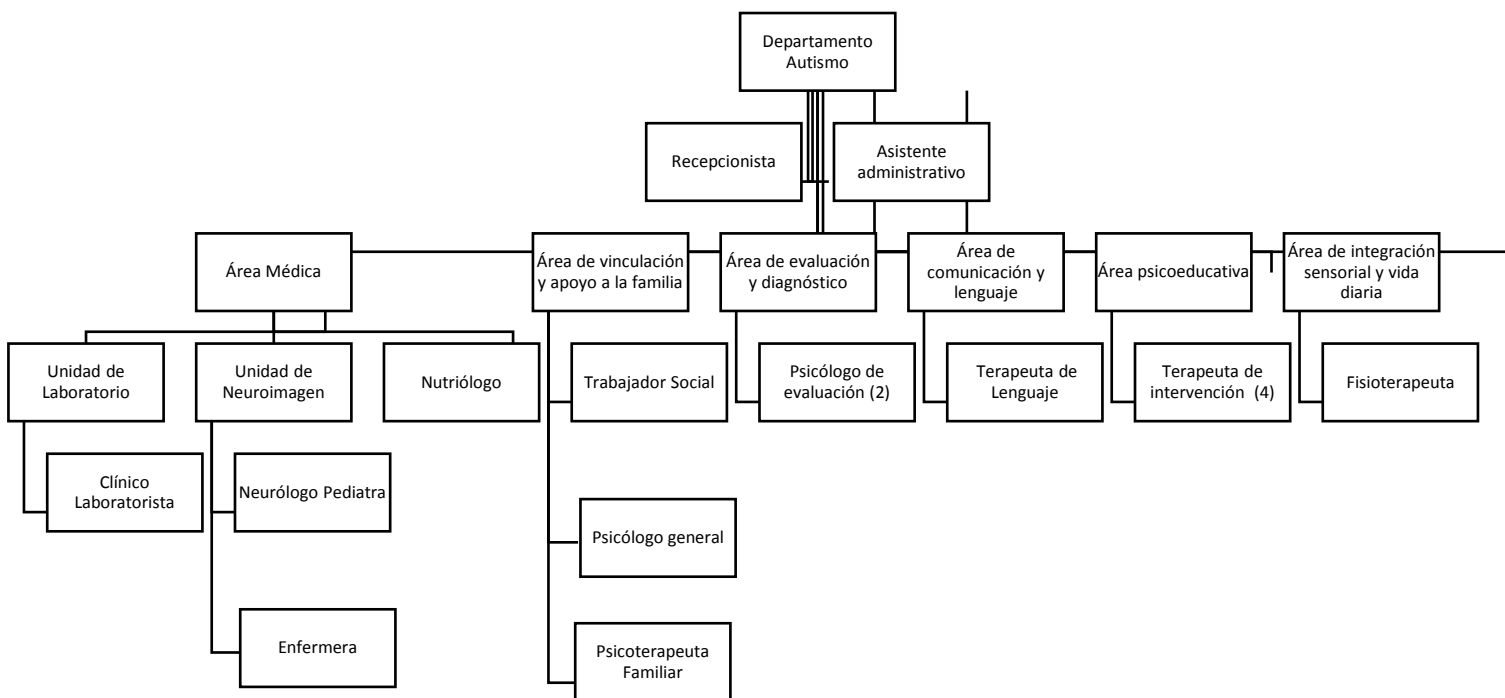 Departamento
Autismo
Recepcionista
Asistente
administrativo
Área Médica
Área de vinculación
y apoyo a la familia
Área de evaluación
y diagnóstico
Área de
comunicación y
lenguaje
Área psicoeducativa
Área de integración
sensorial y vida
diaria
Unidad de
Laboratorio
Unidad de
Neuroimagen
Nutriólogo
Trabajador Social
Psicólogo de
evaluación (2)
Terapeuta de
Lenguaje
Terapeuta de
intervención (4)
Fisioterapeuta
Clínico
Laboratorista
Neurólogo Pediatra
Psicólogo general
Enfermera
Psicoterapeuta
Familiar